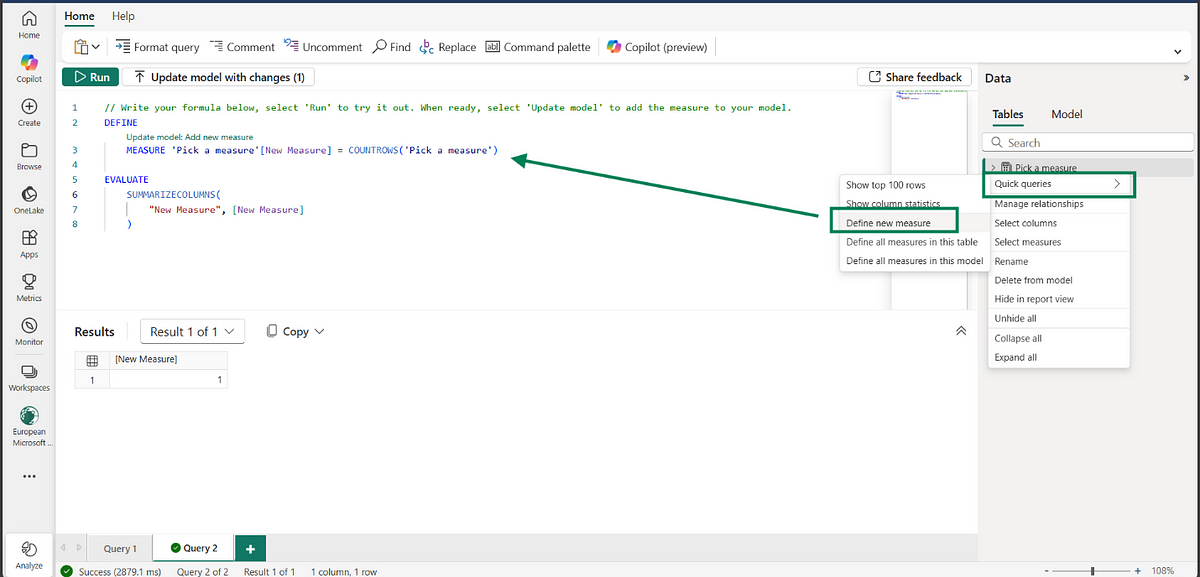 Home
Copilot
Create
Browse
OneLake
Apps
Metrics
Monitor
Workspaces
European
Microsoft ...
...
Analyze
Home Help
Format query Comment Uncomment Find Replace Command palette Copilot (preview)
Run Update model with changes (1) Share feedback
1 // Write your formula below, select 'Run' to try it out. When ready, select 'Update model' to add the measure to your model.
2 DEFINE
Update model: Add new measure
3 MEASURE 'Pick a measure'[New Measure] = COUNTROWS('Pick a measure')
4
5 EVALUATE
6 SUMMARIZECOLUMNS(
7 "New Measure", [New Measure]
8 )
Show top 100 rows
Show column statistics
Define new measure
Define all measures in this table
Define all measures in this model
Data
Tables Model
Search
Pick a measure
Quick queries
Manage relationships
Select columns
Select measures
Rename
Delete from model
Hide in report view
Unhide all
Collapse all
Expand all
Results Result 1 of 1 Copy
[New Measure]
1 1
Query 1 Query 2 +
Success (2879.1 ms) Query 2 of 2 Result 1 of 1 1 column, 1 row - + 108%